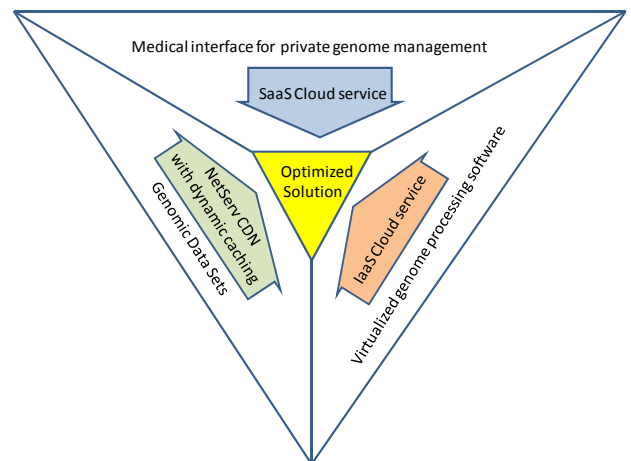 Medical interface for private genome management
SaaS Cloud service
Optimized
Solution
NetServ CDN
with dynamic caching
Genomic Data Sets
IaaS Cloud service
Virtualized genome processing software